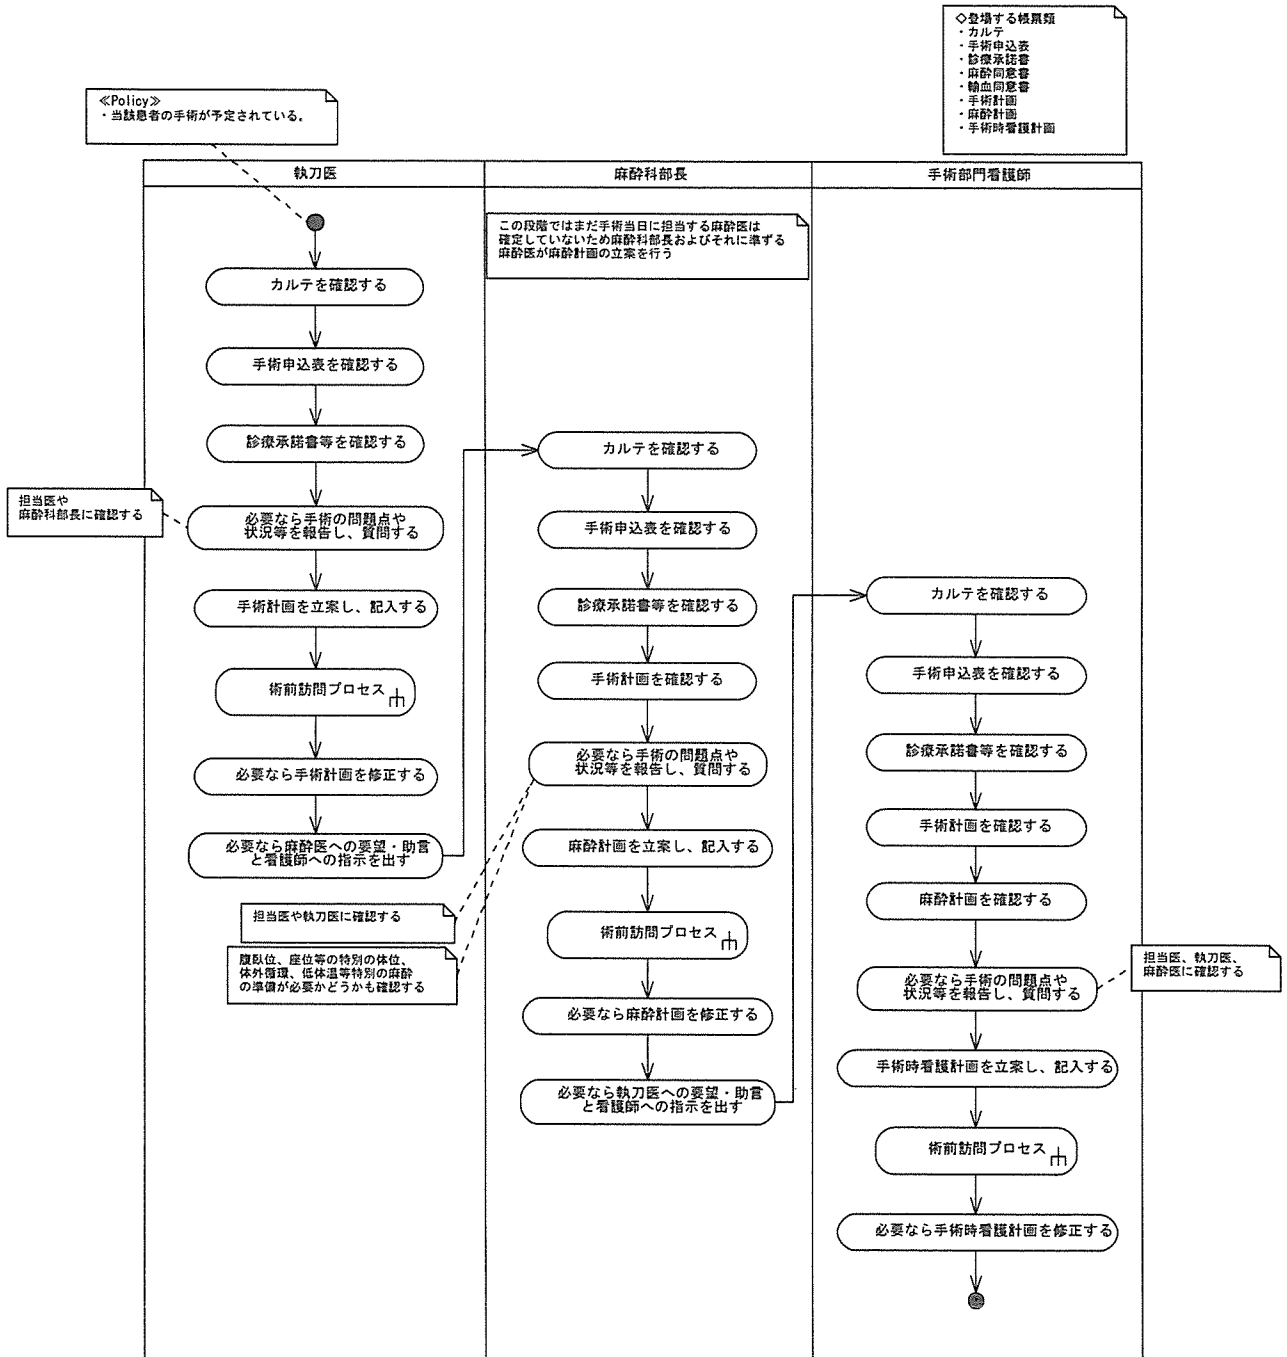 ◇登場する帳票類
・カルテ
・手術申込表
・診療承諾書
・麻酔同意書
・輸血同意書
・手術計画
・麻酔計画
・手術時看護計画
≪Policy≫
・当該患者の手術が予定されている。
執刀医
麻酔科部長
手術部門看護師
カルテを確認する
手術申込表を確認する
診療承諾書等を確認する
担当医や
麻酔科部長に確認する
必要なら手術の問題点や
状況等を報告し、質問する
手術計画を立案し、記入する
術前訪問プロセス
必要なら手術計画を修正する
必要なら麻酔医への要望・助言
と看護師への指示を出す
この段階ではまだ手術当日に担当する麻酔医は
確定していないため麻酔科部長およびそれに準ずる
麻酔医が麻酔計画の立案を行う
カルテを確認する
手術申込表を確認する
診療承諾書等を確認する
手術計画を確認する
必要なら手術の問題点や
状況等を報告し、質問する
担当医や執刀医に確認する
腹臥位、座位等の特別の体位、
体外循環、低体温等特別の麻酔
の準備が必要かどうかも確認する
麻酔計画を立案し、記入する
術前訪問プロセス
必要なら麻酔計画を修正する
必要なら執刀医への要望・助言
と看護師への指示を出す
カルテを確認する
手術申込表を確認する
診療承諾書等を確認する
手術計画を確認する
麻酔計画を確認する
必要なら手術の問題点や
状況等を報告し、質問する
担当医、執刀医、
麻酔医に確認する
手術時看護計画を立案し、記入する
術前訪問プロセス
必要なら手術時看護計画を修正する